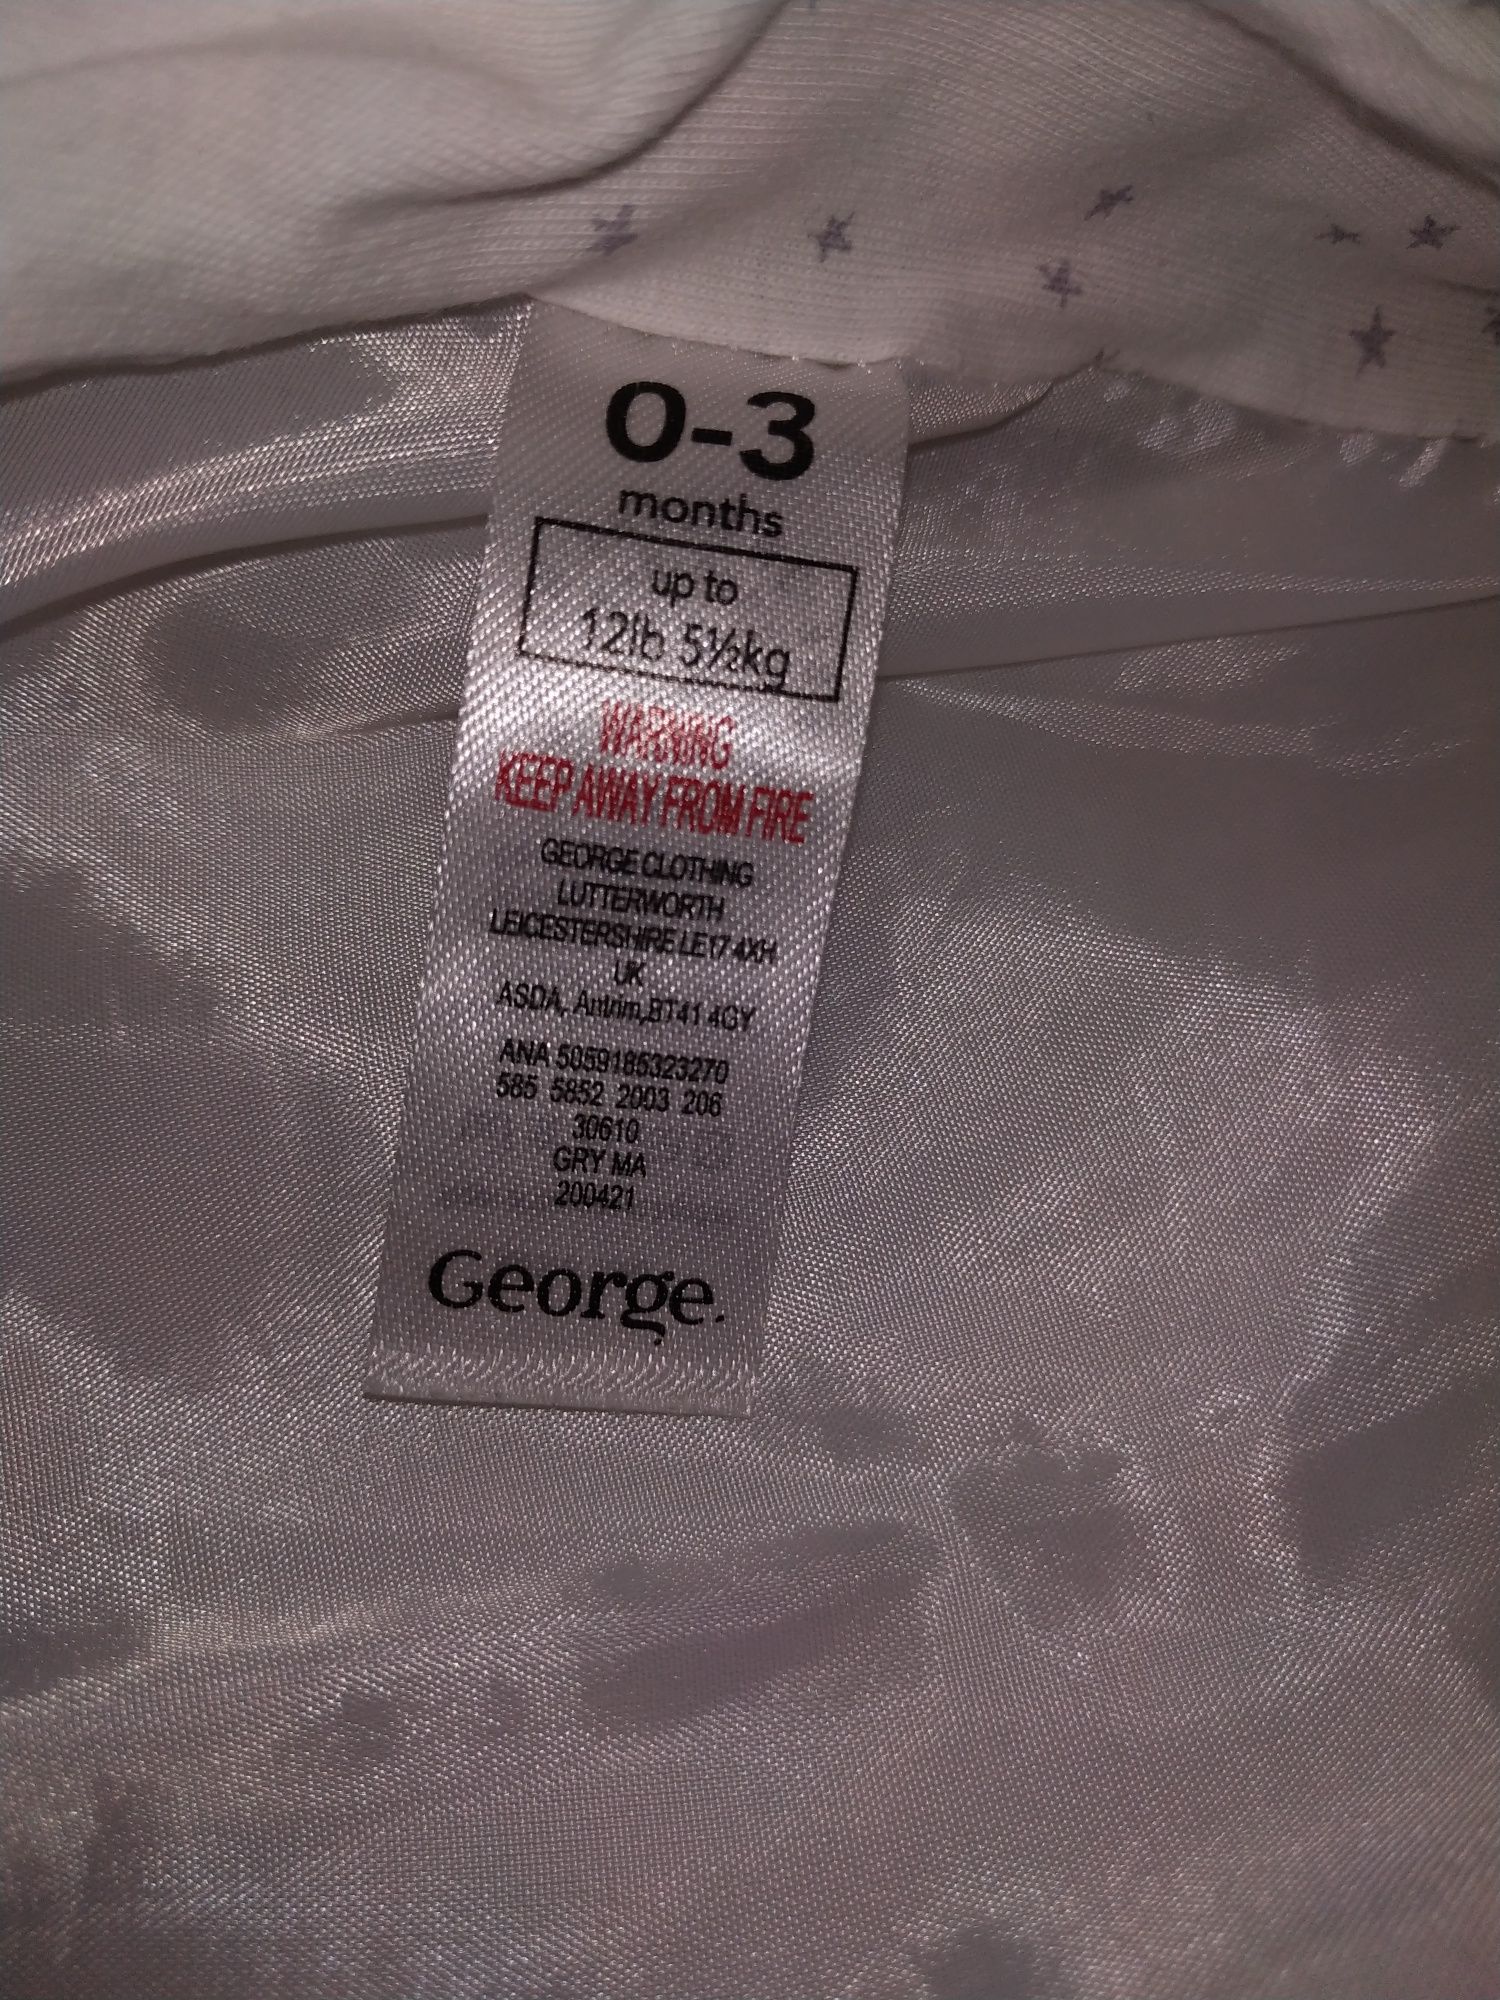 0-3
months
up to
12lb 5½kg
WARNING
KEEP AWAY FROM FIRE
GEORGE CLOTHING
LUTTERWORTH
LEICESTERSHIRE LE17 4XH
UK
ASDA, Antrim,BT41 4GY
ANA 5059185323270
585 5852 2003 206
30610
GRY MA
200421
George.